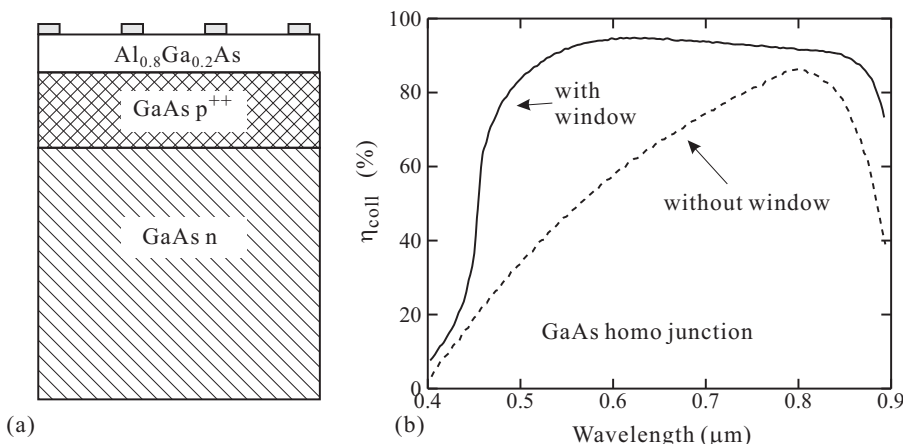 Al0.8Ga0.2As
GaAs p++
GaAs n
(a)
100
80
60
40
20
0
ηcoll (%)
with
window
without window
GaAs homo junction
0.4
0.5
0.6
0.7
0.8
0.9
Wavelength (μm)
(b)